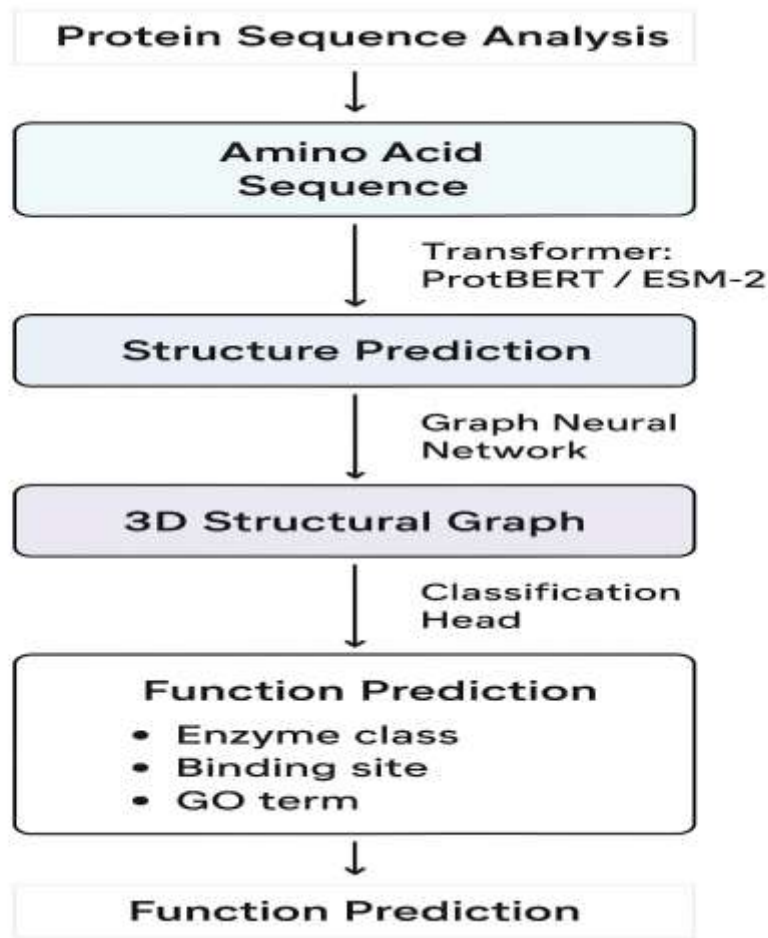 Protein Sequence Analysis
Amino Acid
Sequence
Transformer:
ProtBERT / ESM-2
Structure Prediction
Graph Neural
Network
3D Structural Graph
Classification
Head
Function Prediction
• Enzyme class
• Binding site
• GO term
Function Prediction